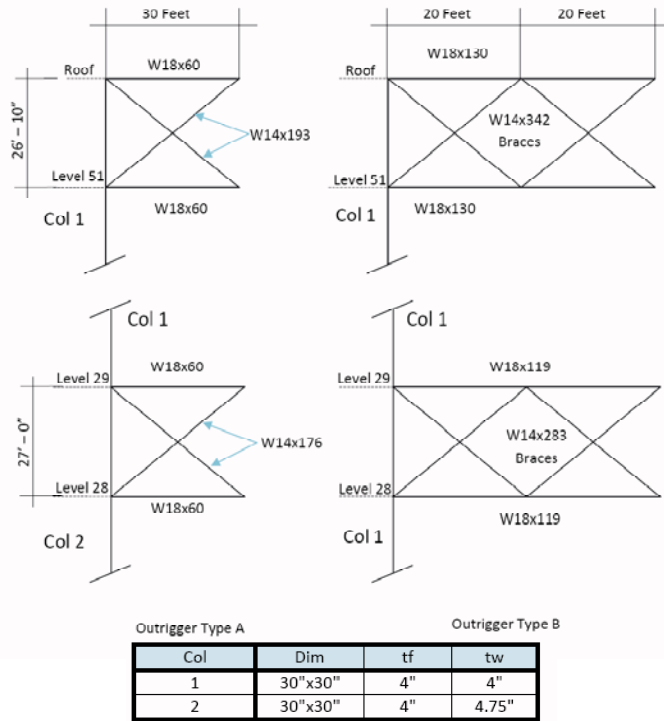 30 Feet
20 Feet 20 Feet
Roof W18x60
Roof W18x130
26' – 10"
W14x193
W14x342
Braces
Level 51
Level 51
W18x60
W18x130
Col 1
Col 1
Col 1
Col 1
W18x60
W18x119
Level 29
Level 29
27' – 0"
W14x176
W14x283
Braces
Level 28
Level 28
W18x60
W18x119
Col 2
Col 1
Outrigger Type A
Outrigger Type B
Col Dim tf tw
1 30"x30" 4" 4"
2 30"x30" 4" 4.75"